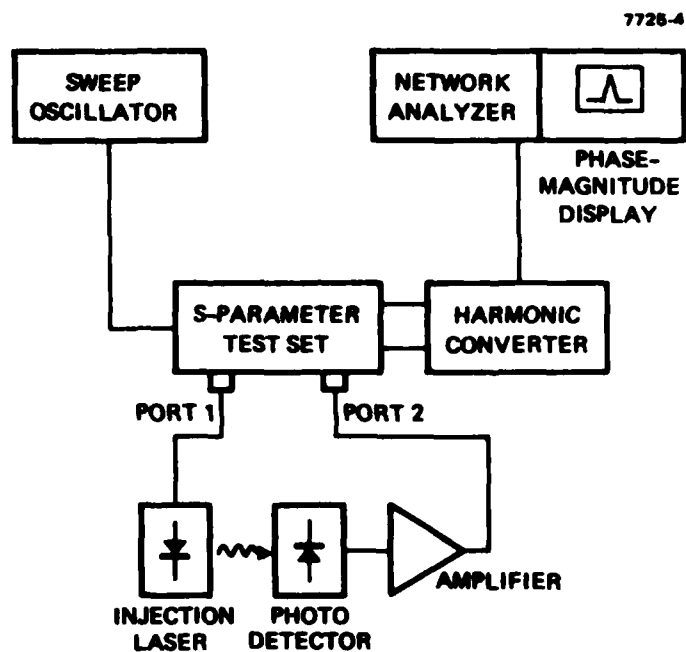 7725-4
SWEEP
OSCILLATOR
NETWORK
ANALYZER
PHASE-
MAGNITUDE
DISPLAY
S-PARAMETER
TEST SET
HARMONIC
CONVERTER
PORT 1
PORT 2
AMPLIFIER
INJECTION
LASER
PHOTO
DETECTOR